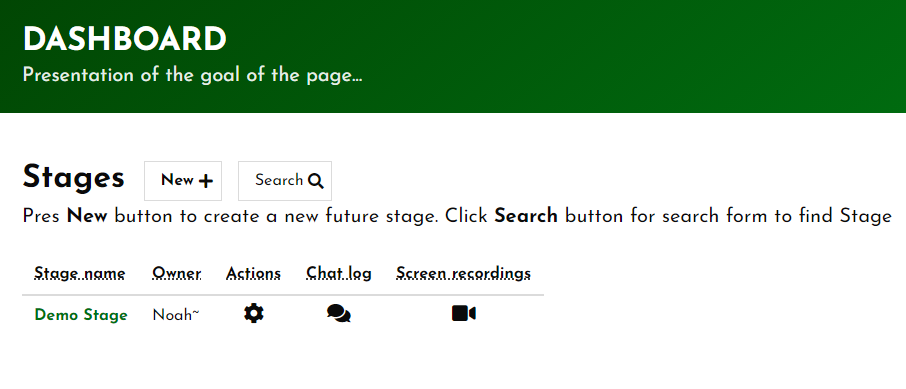 DASHBOARD
Presentation of the goal of the page...
Stages New Search
Pres New button to create a new future stage. Click Search button for search form to find Stage
Stage name Owner Actions Chat log Screen recordings
Demo Stage Noah~